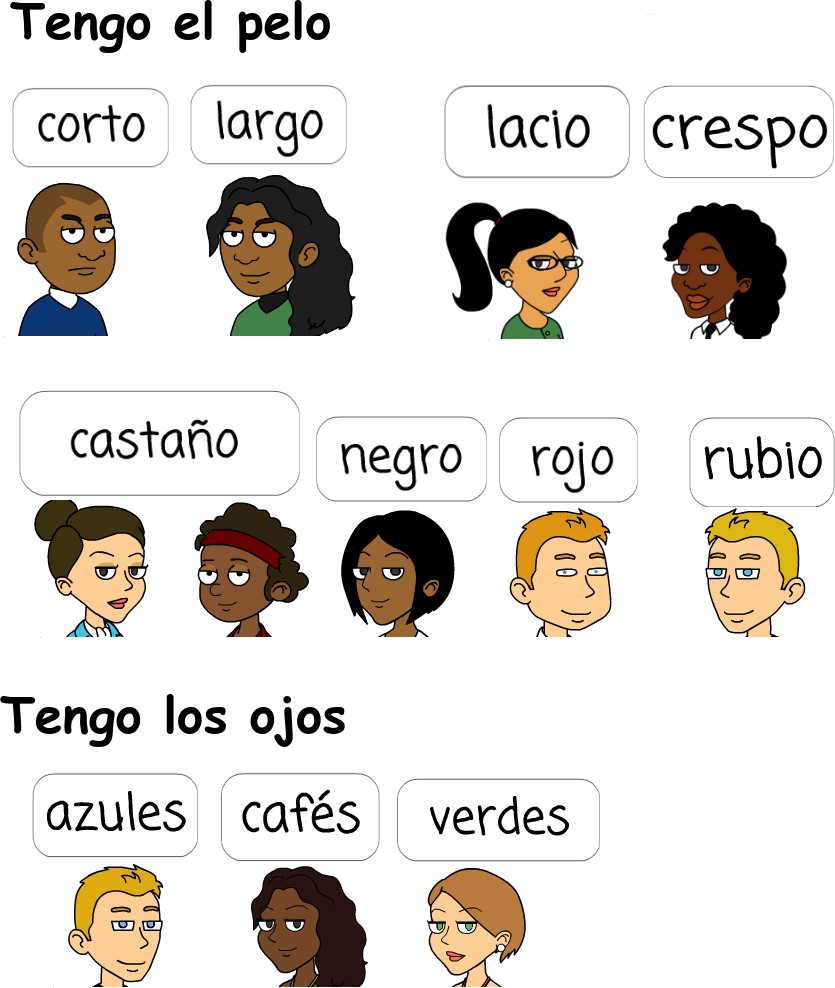 Tengo el pelo
corto largo lacio crespo
castaño negro rojo rubio
Tengo los ojos
azules cafés verdes